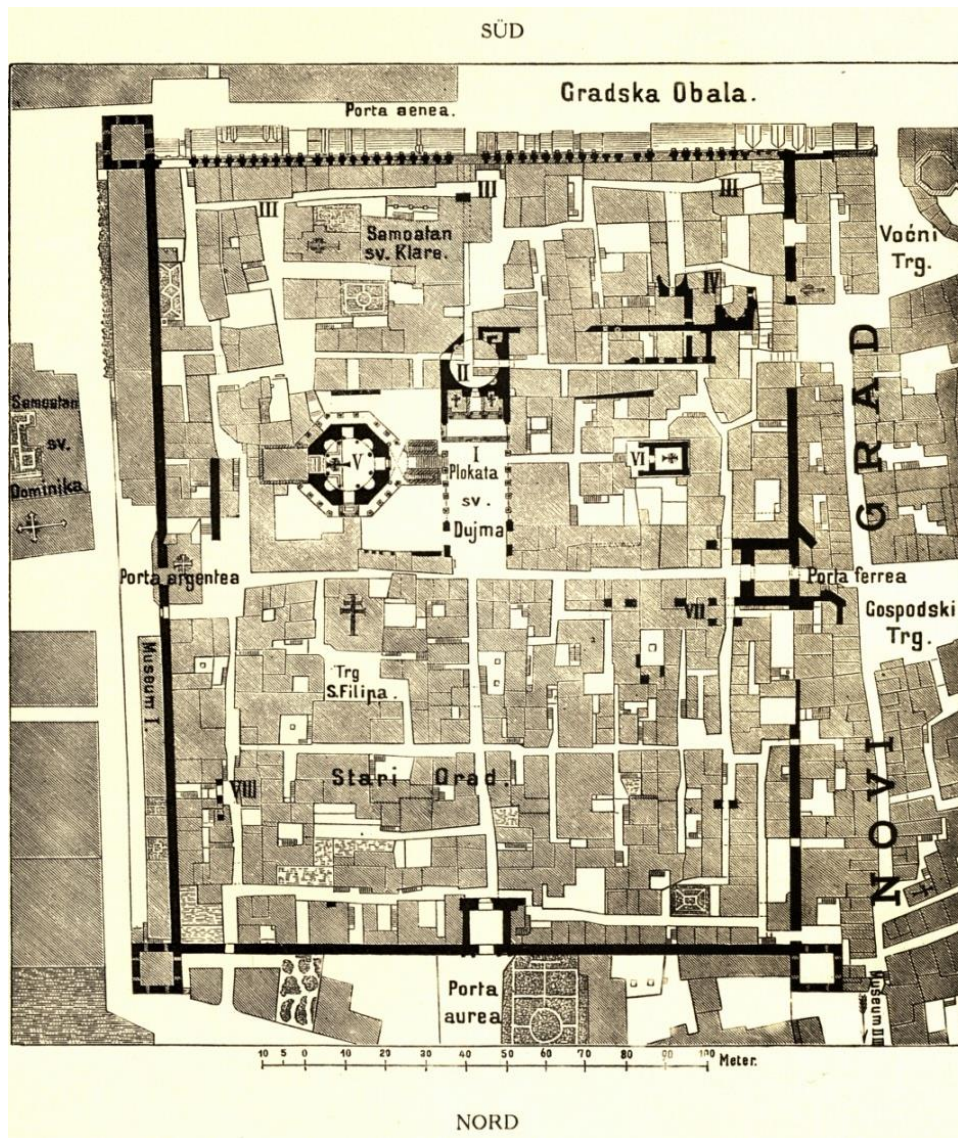 SÜD
Gradska Obala.
Porta aenea.
III
III
III
Samostan
sv. Klare.
Voćni
Trg.
IV
II
GRAD
Samostan
sv.
Dominika
V
I
Plokata
sv.
Dujma
VI
Porta argentea
Porta ferrea
VII
Gospodski
Trg.
Museum I.
Trg
S.Filipa.
Stari Grad.
VIII
NOVI
Porta
aurea
Museum II
10 5 0 10 20 30 40 50 60 70 80 90 100 Meter.
NORD